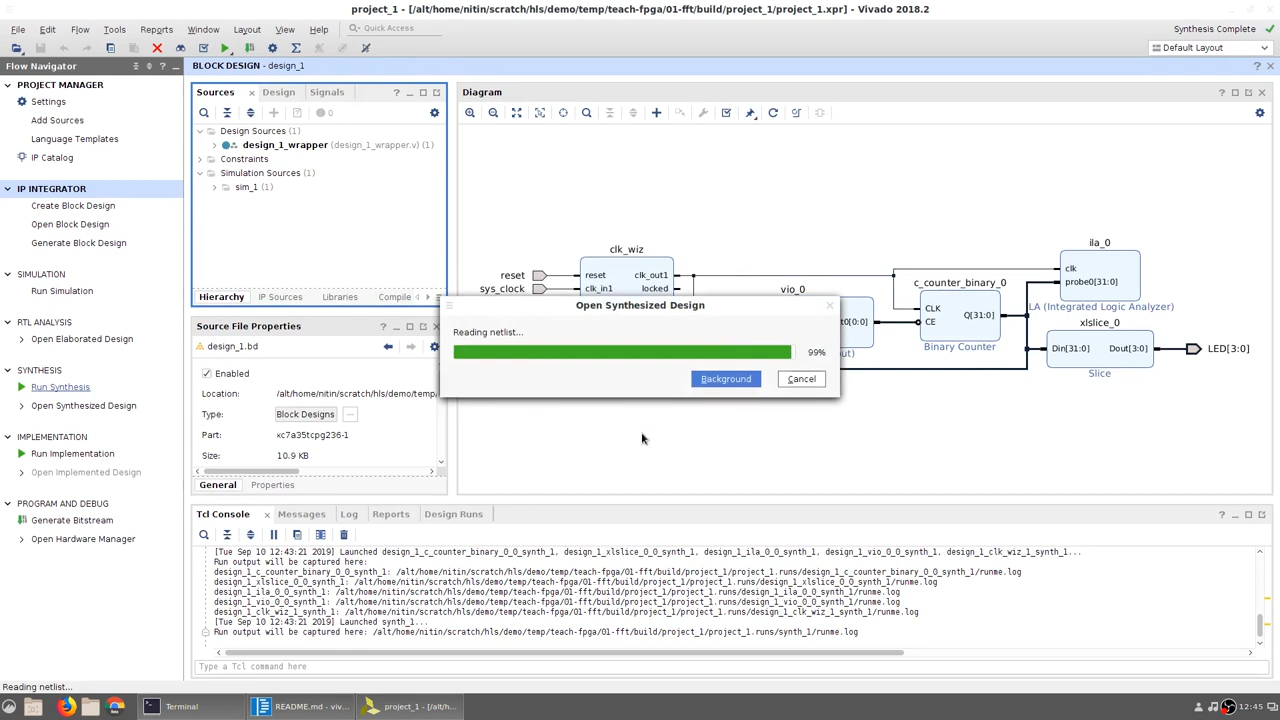 project_1 - [/alt/home/nitin/scratch/hls/demo/temp/teach-fpga/01-fft/build/project_1/project_1.xpr] - Vivado 2018.2
File Edit Flow Tools Reports Window Layout View Help Quick Access
Synthesis Complete
Default Layout
Flow Navigator
PROJECT MANAGER
Settings
Add Sources
Language Templates
IP Catalog
IP INTEGRATOR
Create Block Design
Open Block Design
Generate Block Design
SIMULATION
Run Simulation
RTL ANALYSIS
Open Elaborated Design
SYNTHESIS
Run Synthesis
Open Synthesized Design
IMPLEMENTATION
Run Implementation
Open Implemented Design
PROGRAM AND DEBUG
Generate Bitstream
Open Hardware Manager
BLOCK DESIGN - design_1
Sources Design Signals
0
Design Sources (1)
design_1_wrapper (design_1_wrapper.v) (1)
Constraints
Simulation Sources (1)
sim_1 (1)
Hierarchy IP Sources Libraries Compile
Source File Properties
design_1.bd
Enabled
Location: /alt/home/nitin/scratch/hls/demo/temp
Type: Block Designs
Part: xc7a35tcpg236-1
Size: 10.9 KB
General Properties
Diagram
clk_wiz
reset
sys_clock
reset clk_out1
clk_in1 locked
vio_0
t0[0:0]
out)
c_counter_binary_0
CLK
CE
Q[31:0]
Binary Counter
ila_0
clk
probe0[31:0]
LA (Integrated Logic Analyzer)
xlslice_0
Din[31:0] Dout[3:0]
Slice
LED[3:0]
Open Synthesized Design
Reading netlist...
99%
Background Cancel
Tcl Console Messages Log Reports Design Runs
[Tue Sep 10 12:43:21 2019] Launched design_1_c_counter_binary_0_0_synth_1, design_1_xlslice_0_0_synth_1, design_1_ila_0_0_synth_1, design_1_vio_0_0_synth_1, design_1_clk_wiz_1_synth_1...
Run output will be captured here:
design_1_c_counter_binary_0_0_synth_1: /alt/home/nitin/scratch/hls/demo/temp/teach-fpga/01-fft/build/project_1/project_1.runs/design_1_c_counter_binary_0_0_synth_1/runme.log
design_1_xlslice_0_0_synth_1: /alt/home/nitin/scratch/hls/demo/temp/teach-fpga/01-fft/build/project_1/project_1.runs/design_1_xlslice_0_0_synth_1/runme.log
design_1_ila_0_0_synth_1: /alt/home/nitin/scratch/hls/demo/temp/teach-fpga/01-fft/build/project_1/project_1.runs/design_1_ila_0_0_synth_1/runme.log
design_1_vio_0_0_synth_1: /alt/home/nitin/scratch/hls/demo/temp/teach-fpga/01-fft/build/project_1/project_1.runs/design_1_vio_0_0_synth_1/runme.log
design_1_clk_wiz_1_synth_1: /alt/home/nitin/scratch/hls/demo/temp/teach-fpga/01-fft/build/project_1/project_1.runs/design_1_clk_wiz_1_synth_1/runme.log
[Tue Sep 10 12:43:21 2019] Launched synth_1...
Run output will be captured here: /alt/home/nitin/scratch/hls/demo/temp/teach-fpga/01-fft/build/project_1/project_1.runs/synth_1/runme.log
Type a Tcl command here
Reading netlist...
Terminal
README.md - viv...
project_1 - [/alt/h...
12:45